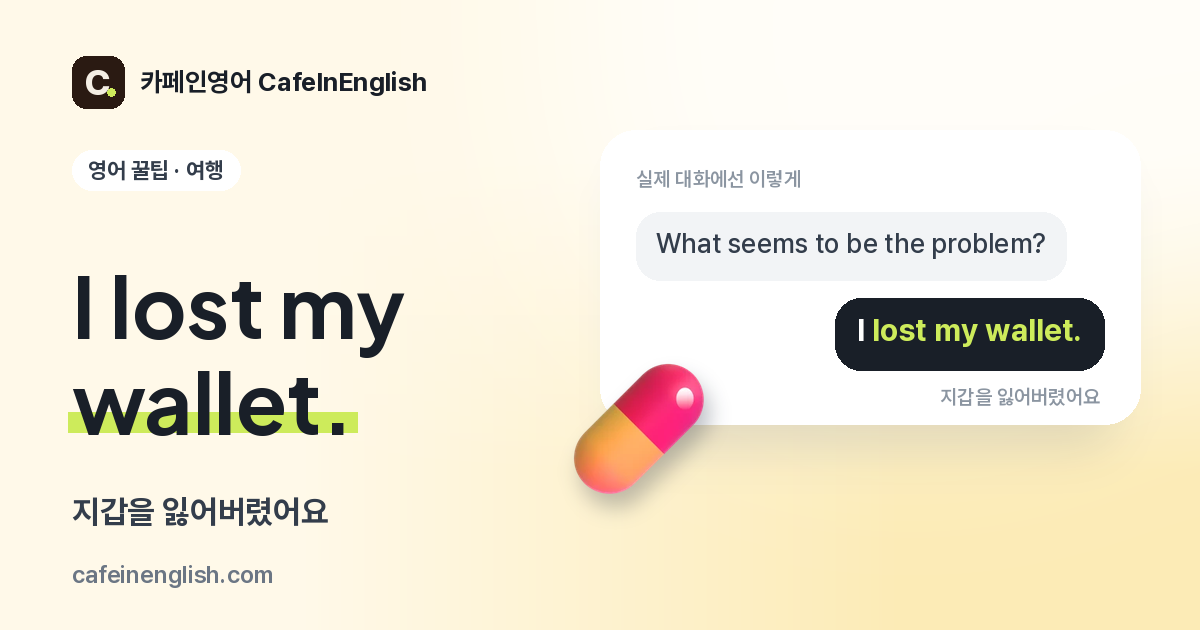 C
카페인영어 CafeInEnglish
영어 꿀팁 · 여행
I lost my
wallet.
지갑을 잃어버렸어요
cafeinenglish.com
실제 대화에선 이렇게
What seems to be the problem?
I lost my wallet.
지갑을 잃어버렸어요